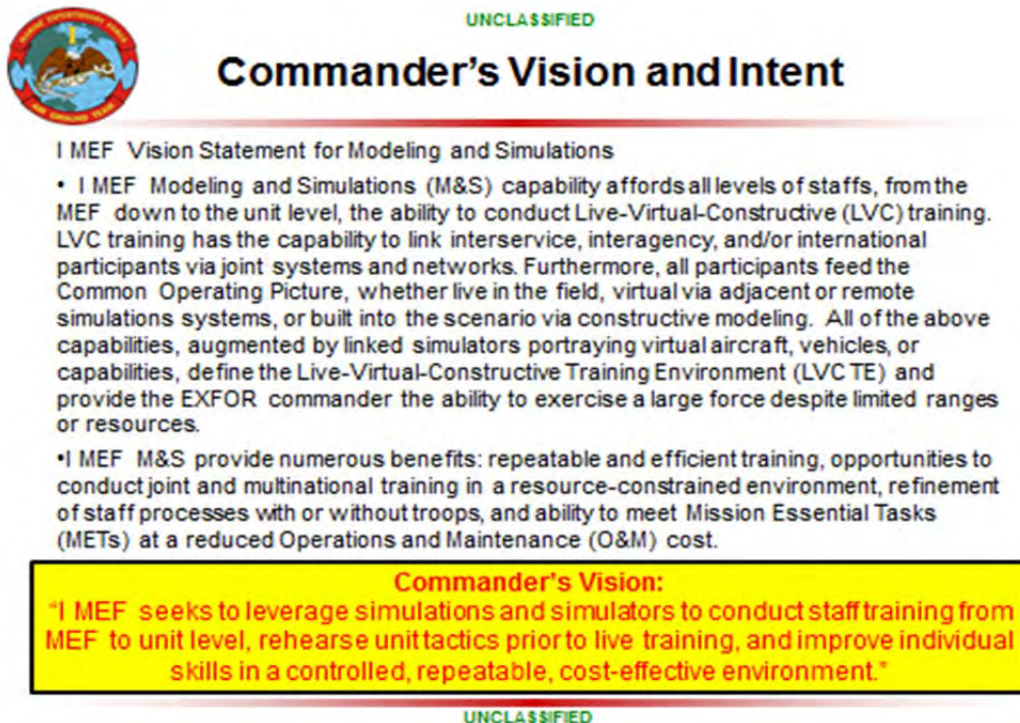 UNCLASSIFIED
Commander's Vision and Intent
I MEF Vision Statement for Modeling and Simulations
• I MEF Modeling and Simulations (M&S) capability affords all levels of staffs, from the
MEF down to the unit level, the ability to conduct Live-Virtual-Constructive (LVC) training.
LVC training has the capability to link interservice, interagency, and/or international
participants via joint systems and networks. Furthermore, all participants feed the
Common Operating Picture, whether live in the field, virtual via adjacent or remote
simulations systems, or built into the scenario via constructive modeling. All of the above
capabilities, augmented by linked simulators portraying virtual aircraft, vehicles, or
capabilities, define the Live-Virtual-Constructive Training Environment (LVC TE) and
provide the EXFOR commander the ability to exercise a large force despite limited ranges
or resources.
•I MEF M&S provide numerous benefits: repeatable and efficient training, opportunities to
conduct joint and multinational training in a resource-constrained environment, refinement
of staff processes with or without troops, and ability to meet Mission Essential Tasks
(METs) at a reduced Operations and Maintenance (O&M) cost.
Commander's Vision:
"I MEF seeks to leverage simulations and simulators to conduct staff training from
MEF to unit level, rehearse unit tactics prior to live training, and improve individual
skills in a controlled, repeatable, cost-effective environment."
UNCLASSIFIED